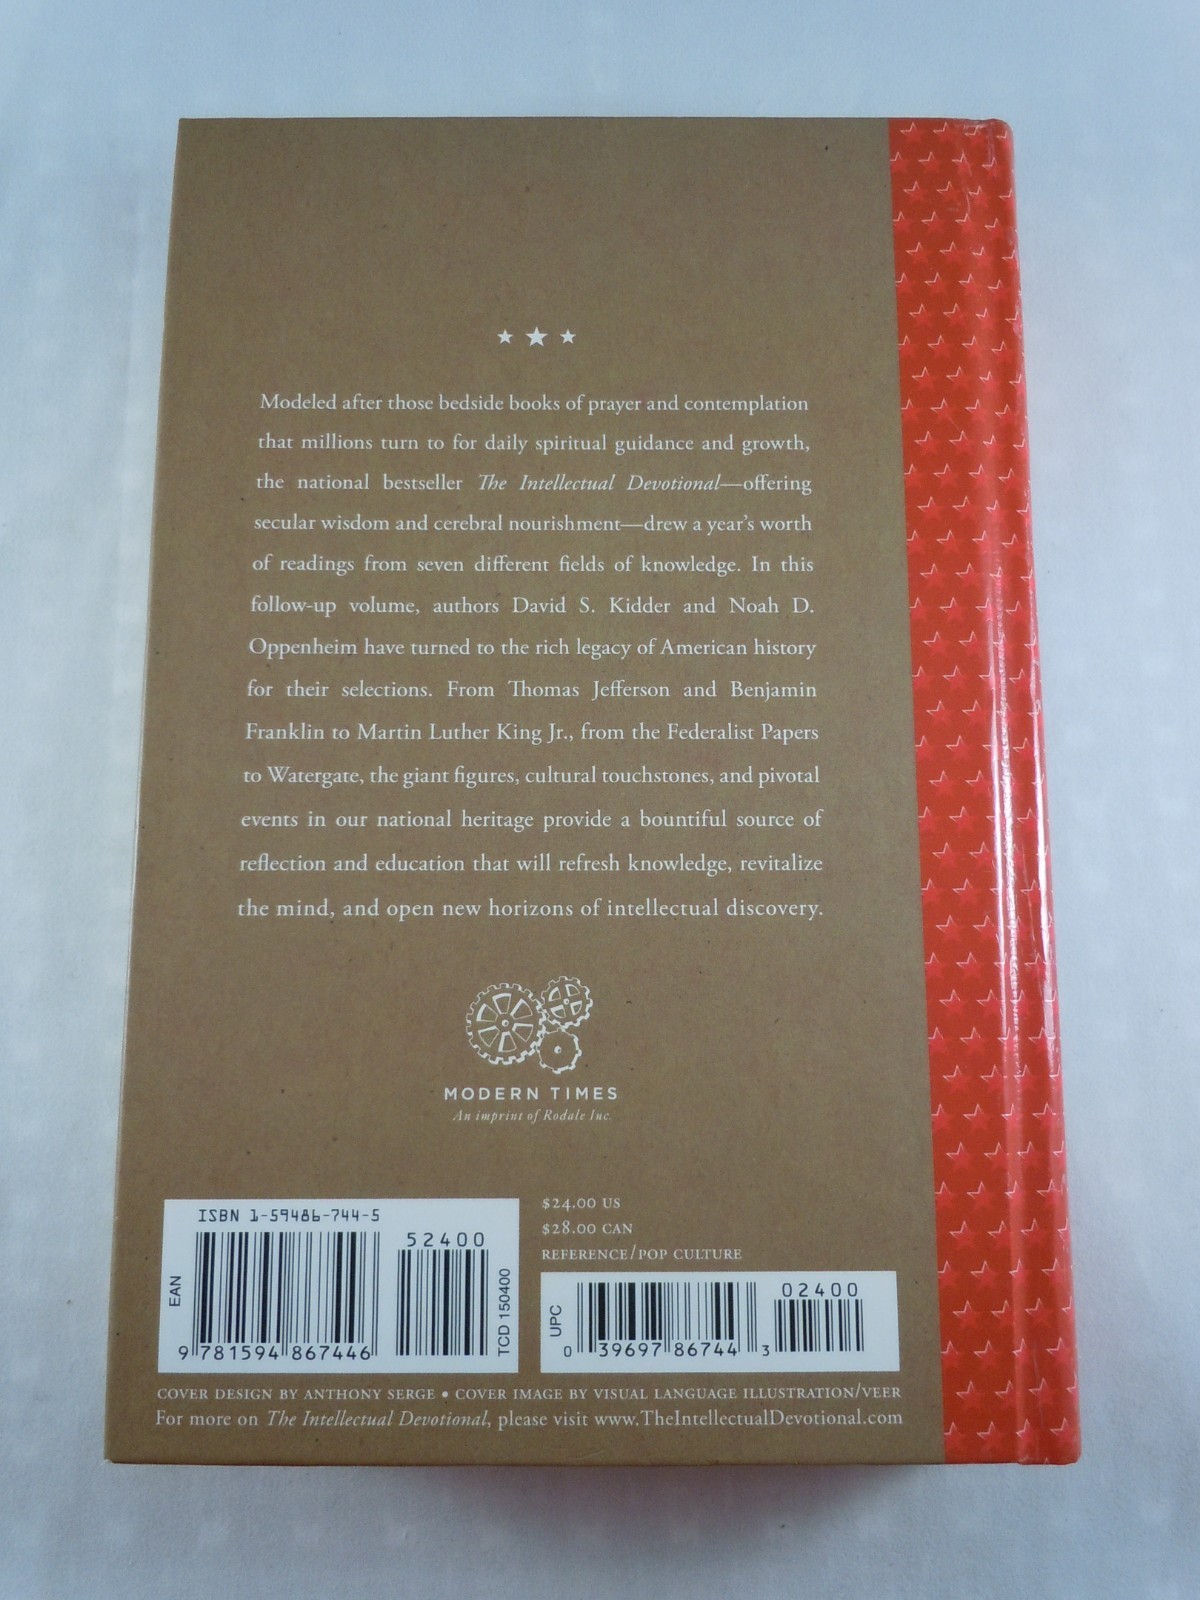 Modeled after those bedside books of prayer and contemplation
that millions turn to for daily spiritual guidance and growth,
the national bestseller The Intellectual Devotional—offering
secular wisdom and cerebral nourishment—drew a year's worth
of readings from seven different fields of knowledge. In this
follow-up volume, authors David S. Kidder and Noah D.
Oppenheim have turned to the rich legacy of American history
for their selections. From Thomas Jefferson and Benjamin
Franklin to Martin Luther King Jr., from the Federalist Papers
to Watergate, the giant figures, cultural touchstones, and pivotal
events in our national heritage provide a bountiful source of
reflection and education that will refresh knowledge, revitalize
the mind, and open new horizons of intellectual discovery.
MODERN TIMES
An imprint of Rodale Inc.
ISBN 1-59486-744-5
52400
EAN
9 781594 867446
TCD 150400
$24.00 US
$28.00 CAN
REFERENCE/POP CULTURE
02400
UPC
0 39697 86744 3
COVER DESIGN BY ANTHONY SERGE • COVER IMAGE BY VISUAL LANGUAGE ILLUSTRATION/VEER
For more on The Intellectual Devotional, please visit www.TheIntellectualDevotional.com